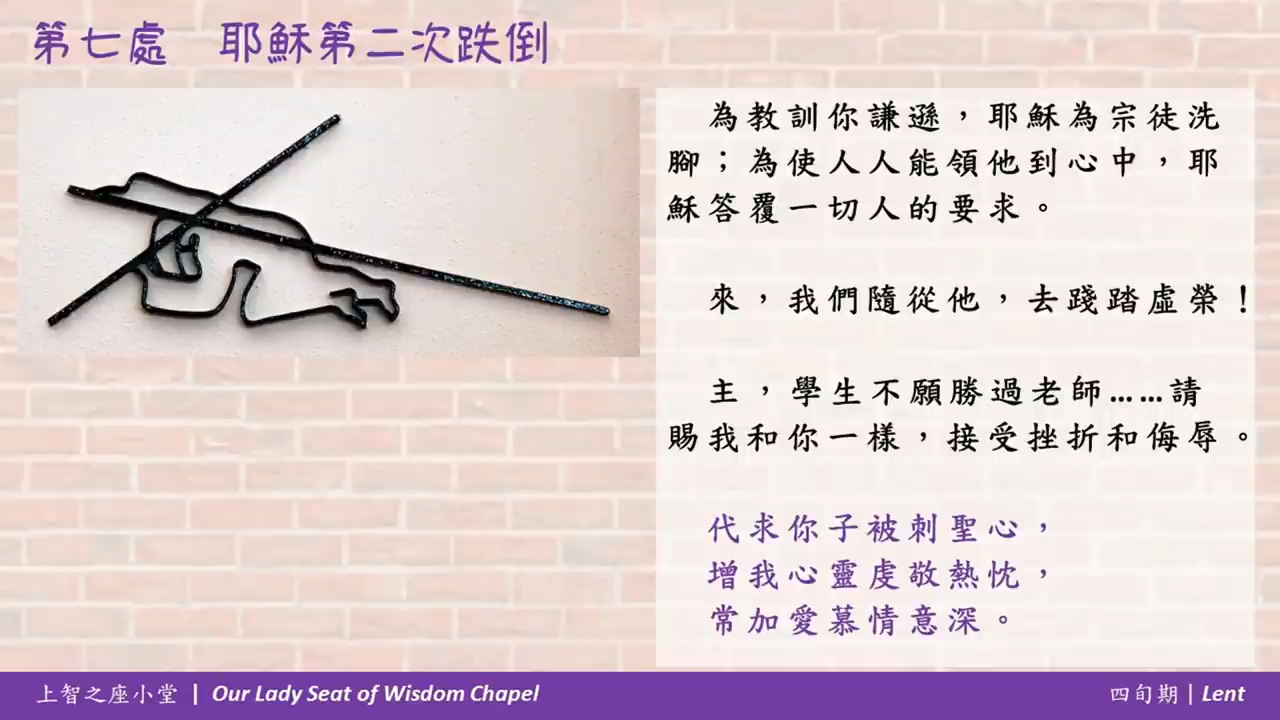 第七處　耶穌第二次跌倒
為教訓你謙遜，耶穌為宗徒洗
腳；為使人人能領他到心中，耶
穌答覆一切人的要求。
來，我們隨從他，去踐踏虛榮！
主，學生不願勝過老師……請
賜我和你一樣，接受挫折和侮辱。
代求你子被刺聖心，
增我心靈虔敬熱忱，
常加愛慕情意深。
上智之座小堂 | Our Lady Seat of Wisdom Chapel
四旬期 | Lent